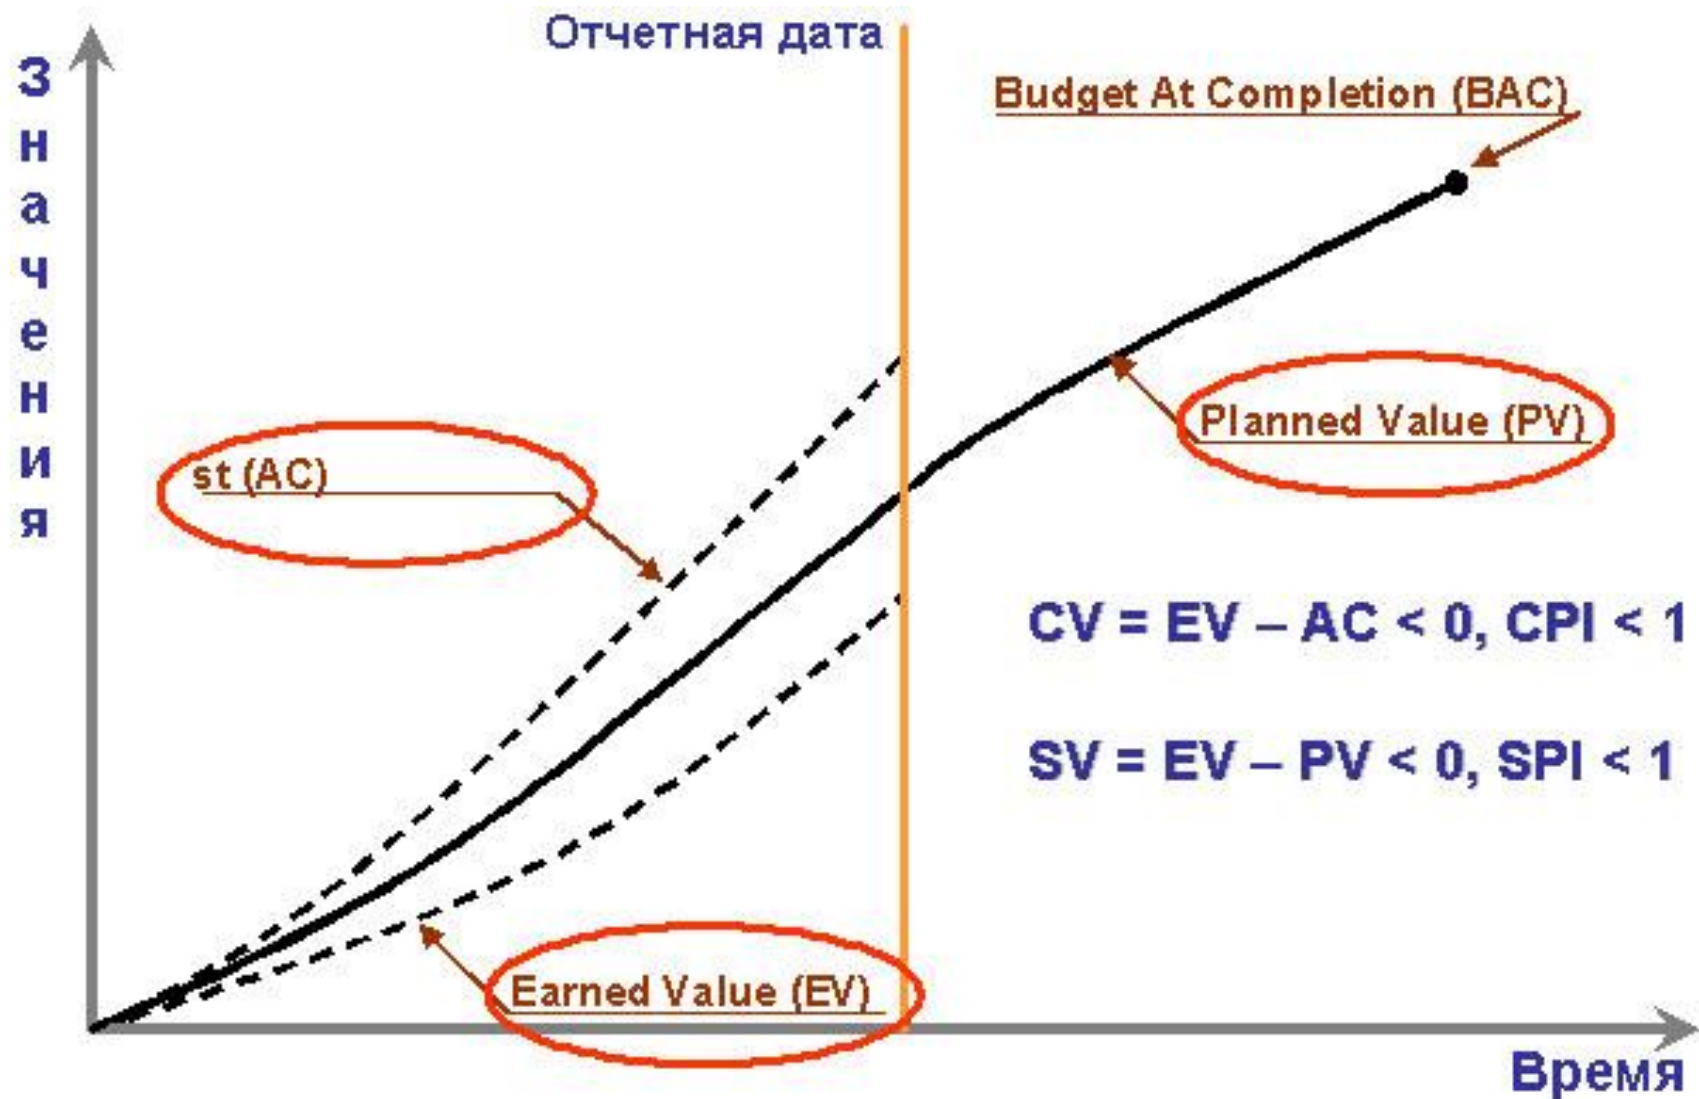 Отчетная дата
Значения
Budget At Completion (BAC)
Planned Value (PV)
st (AC)
CV = EV – AC < 0, CPI < 1
SV = EV – PV < 0, SPI < 1
Earned Value (EV)
Время